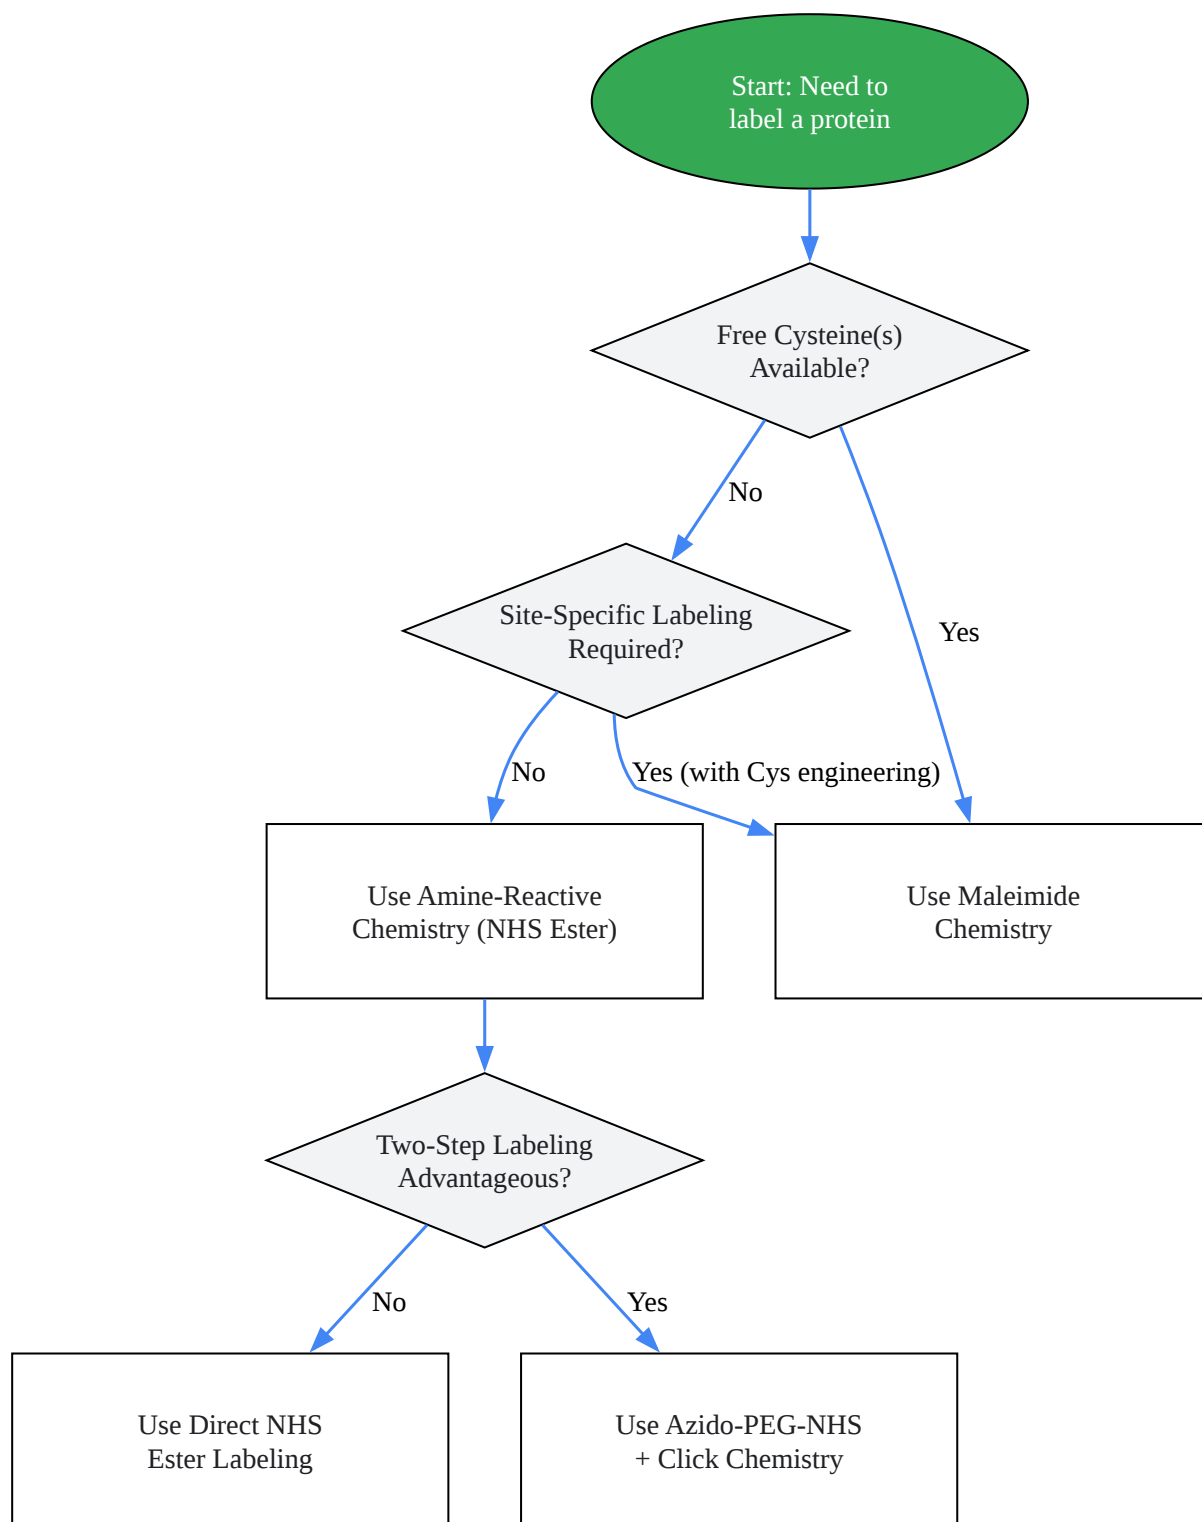 Start: Need to
label a protein
Free Cysteine(s)
Available?
No
Site-Specific Labeling
Required?
Yes
No
Yes (with Cys engineering)
Use Amine-Reactive
Chemistry (NHS Ester)
Use Maleimide
Chemistry
Two-Step Labeling
Advantageous?
No
Yes
Use Direct NHS
Ester Labeling
Use Azido-PEG-NHS
+ Click Chemistry